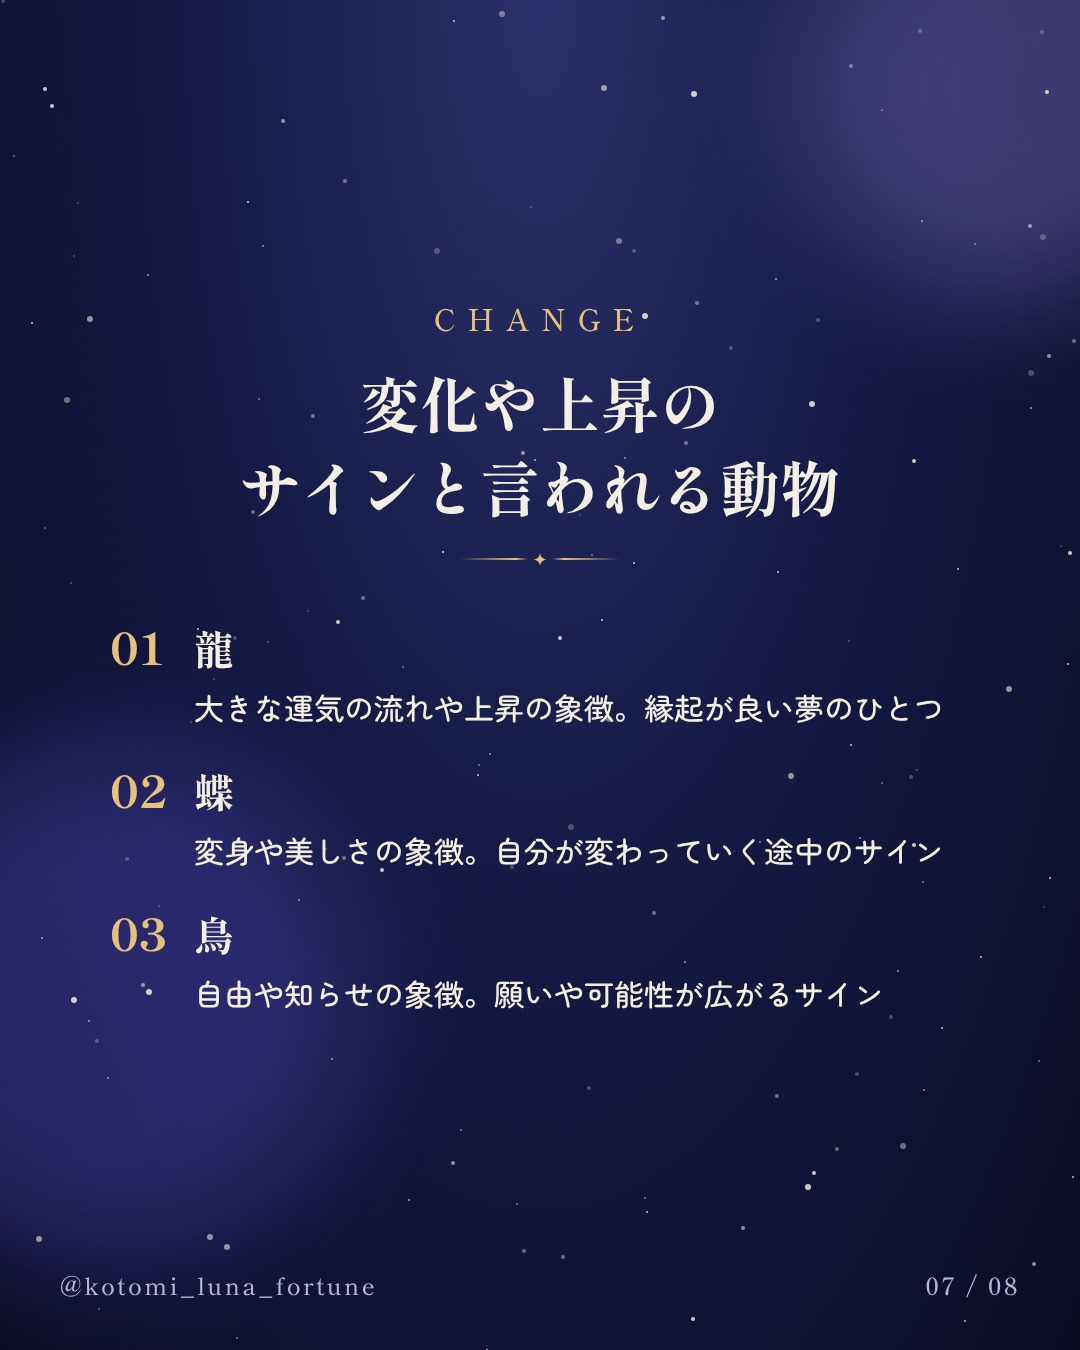 CHANGE
変化や上昇の
サインと言われる動物
01 龍
大きな運気の流れや上昇の象徴。縁起が良い夢のひとつ
02 蝶
変身や美しさの象徴。自分が変わっていく途中のサイン
03 鳥
自由や知らせの象徴。願いや可能性が広がるサイン
@kotomi_luna_fortune
07 / 08